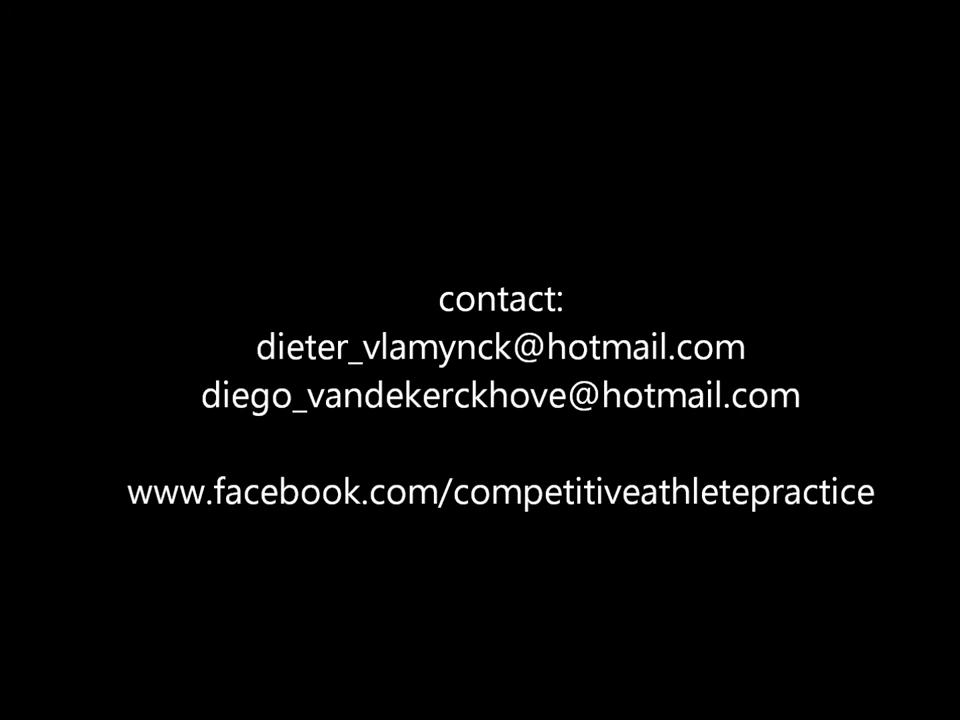 contact:
dieter_vlamynck@hotmail.com
diego_vandekerckhove@hotmail.com
www.facebook.com/competitiveathletepractice